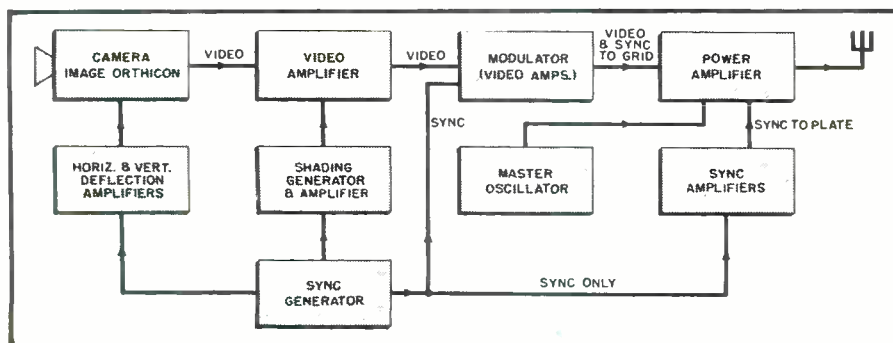 CAMERA
IMAGE ORTHICON
VIDEO
VIDEO
AMPLIFIER
VIDEO
MODULATOR
(VIDEO AMPS.)
VIDEO
& SYNC
TO GRID
POWER
AMPLIFIER
SYNC
SYNC TO PLATE
HORIZ. & VERT.
DEFLECTION
AMPLIFIERS
SHADING
GENERATOR
& AMPLIFIER
MASTER
OSCILLATOR
SYNC
AMPLIFIERS
SYNC
GENERATOR
SYNC ONLY